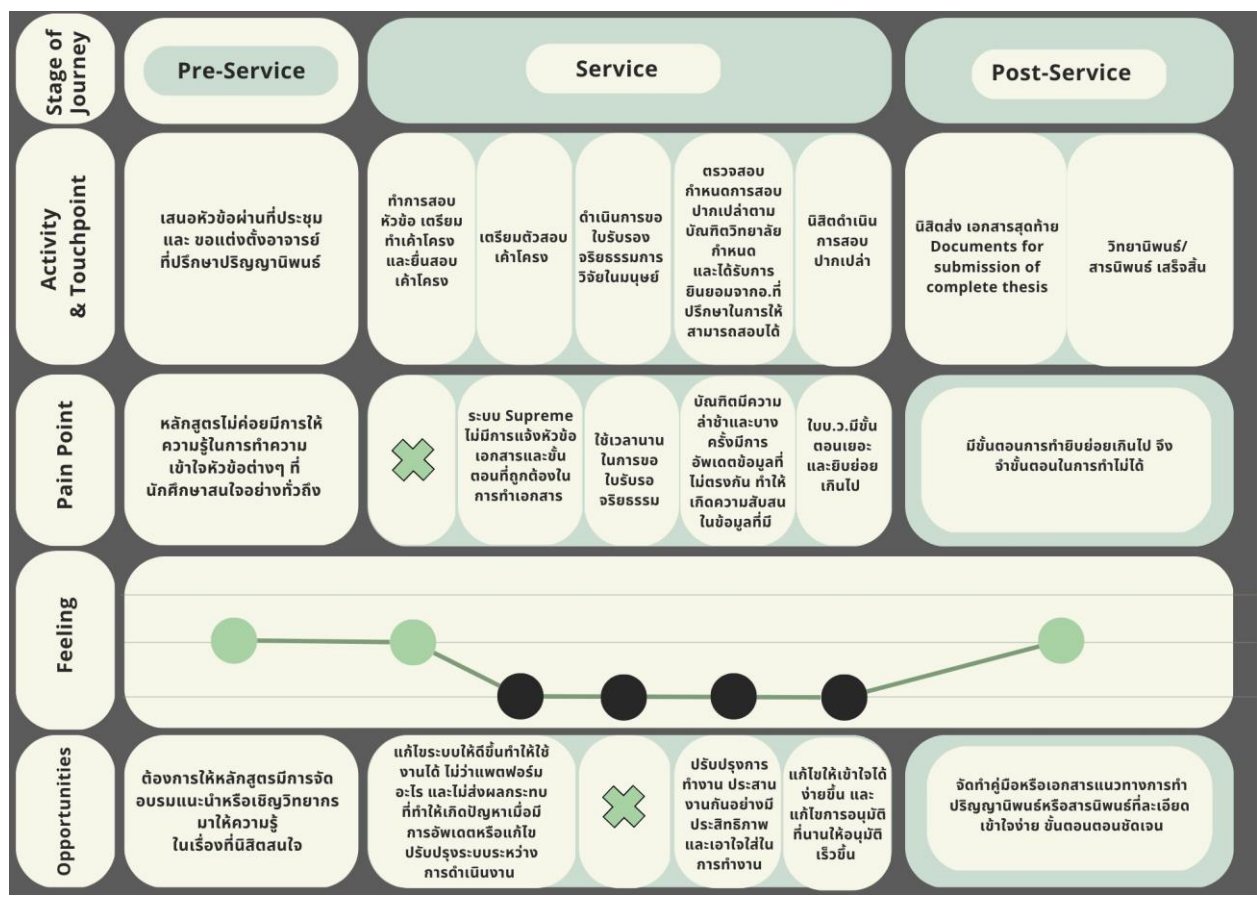 Stage of
Journey
Pre-Service
Service
Post-Service
Activity
& Touchpoint
เสนอหัวข้อผ่านที่ประชุม
และ ขอแต่งตั้งอาจารย์
ที่ปรึกษาปริญญานิพนธ์
ทำการสอบ
หัวข้อ เตรียม
ทำเค้าโครง
และยื่นสอบ
เค้าโครง
เตรียมตัวสอบ
เค้าโครง
ดำเนินการขอ
ใบรับรอง
จริยธรรมการ
วิจัยในมนุษย์
ตรวจสอบ
กำหนดการสอบ
ปากเปล่าตาม
บัณฑิตวิทยาลัย
กำหนด
และได้รับการ
ยินยอมจากอ.ที่
ปรึกษาในการให้
สามารถสอบได้
นิสิตดำเนิน
การสอบ
ปากเปล่า
นิสิตส่ง เอกสารสุดท้าย
Documents for
submission of
complete thesis
วิทยานิพนธ์/
สารนิพนธ์ เสร็จสิ้น
Pain Point
หลักสูตรไม่ค่อยมีการให้
ความรู้ในการทำความ
เข้าใจหัวข้อต่างๆ ที่
นักศึกษาสนใจอย่างทั่วถึง
ระบบ Supreme
ไม่มีการแจ้งหัวข้อ
เอกสารและขั้น
ตอนที่ถูกต้องใน
การทำเอกสาร
ใช้เวลานาน
ในการขอ
ใบรับรอ
จริยธรรม
บัณฑิตมีความ
ล่าช้าและบาง
ครั้งมีการ
อัพเดตข้อมูลที่
ไม่ตรงกัน ทำให้
เกิดความสับสน
ในข้อมูลที่มี
ใบบ.ว.มีขั้น
ตอนเยอะ
และยิบย่อย
เกินไป
มีขั้นตอนการทำยิบย่อยเกินไป จึง
จำขั้นตอนในการทำไม่ได้
Feeling
Opportunities
ต้องการให้หลักสูตรมีการจัด
อบรมแนะนำหรือเชิญวิทยากร
มาให้ความรู้
ในเรื่องที่นิสิตสนใจ
แก้ไขระบบให้ดีขึ้นทำให้ใช้
งานได้ ไม่ว่าแพตฟอร์ม
อะไร และไม่ส่งผลกระทบ
ที่ทำให้เกิดปัญหาเมื่อมี
การอัพเดตหรือแก้ไข
ปรับปรุงระบบระหว่าง
การดำเนินงาน
ปรับปรุงการ
ทำงาน ประสาน
งานกันอย่างมี
ประสิทธิภาพ
และเอาใจใส่ใน
การทำงาน
แก้ไขให้เข้าใจได้
ง่ายขึ้น และ
แก้ไขการอนุมัติ
ที่นานให้อนุมัติ
เร็วขึ้น
จัดทำคู่มือหรือเอกสารแนวทางการทำ
ปริญญานิพนธ์หรือสารนิพนธ์ที่ละเอียด
เข้าใจง่าย ขั้นตอนตอนชัดเจน